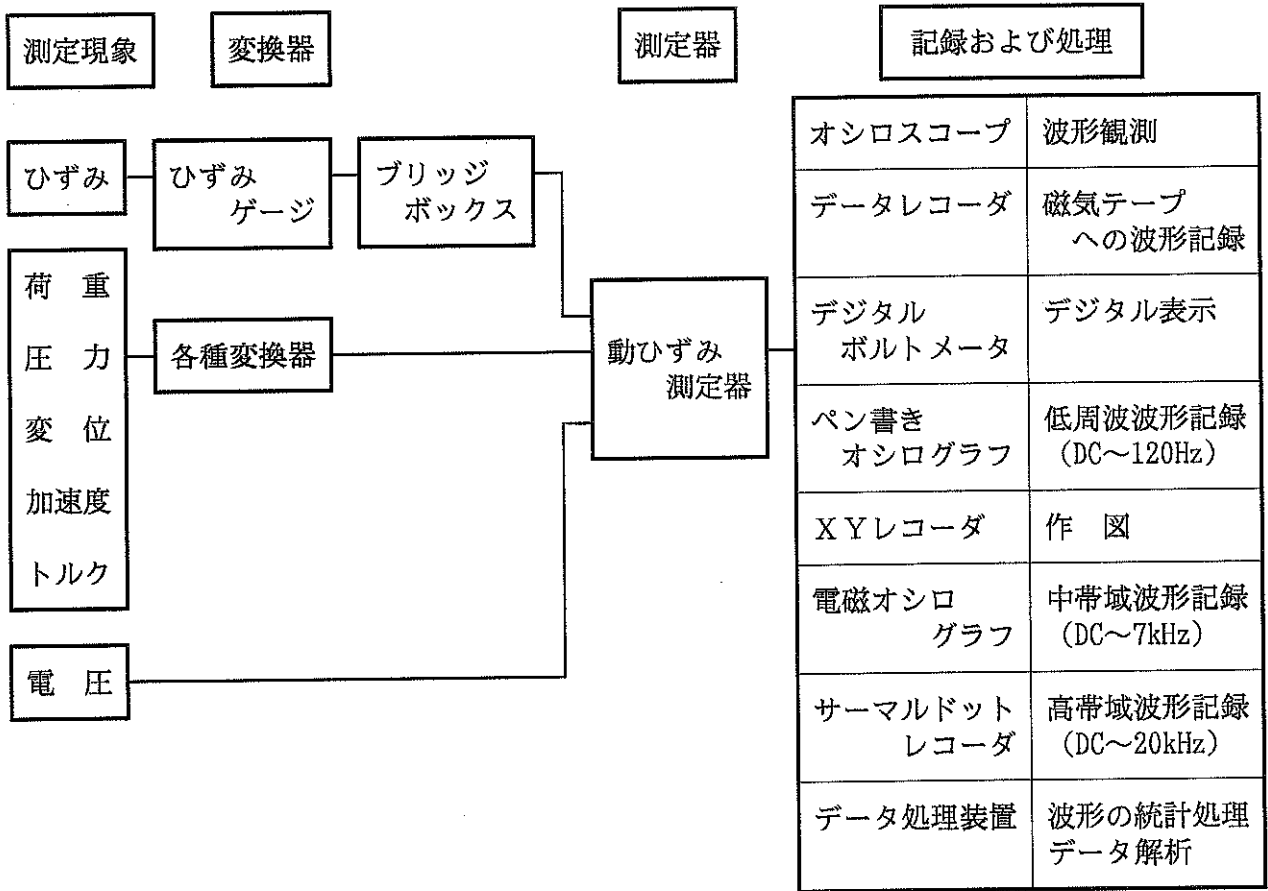 測定現象
変換器
測定器
記録および処理
ひずみ
ひずみ
ゲージ
ブリッジ
ボックス
荷　重
圧　力
変　位
加速度
トルク
各種変換器
電　圧
動ひずみ
測定器
オシロスコープ
波形観測
データレコーダ
磁気テープ
への波形記録
デジタル
ボルトメータ
デジタル表示
ペン書き
オシログラフ
低周波波形記録
(DC～120Hz)
ＸＹレコーダ
作　図
電磁オシロ
グラフ
中帯域波形記録
(DC～7kHz)
サーマルドット
レコーダ
高帯域波形記録
(DC～20kHz)
データ処理装置
波形の統計処理
データ解析